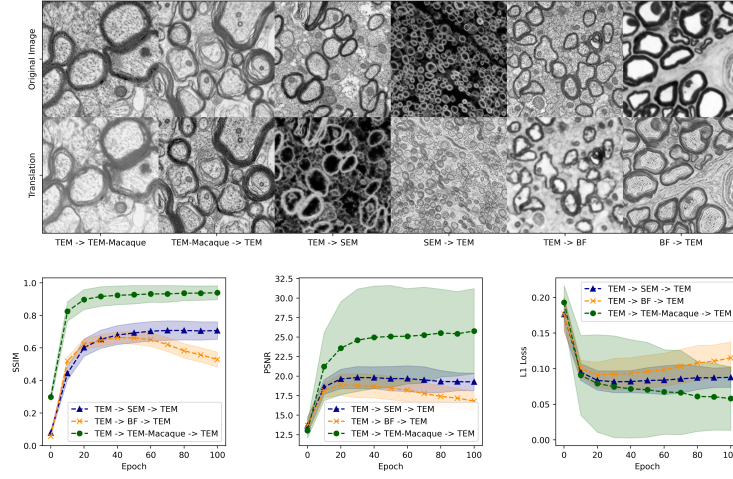 Original Image
Translation
TEM -> TEM-Macaque
TEM-Macaque -> TEM
TEM -> SEM
SEM -> TEM
TEM -> BF
BF -> TEM
SSIM
1.0
0.8
0.6
0.4
0.2
0.0
TEM -> SEM -> TEM
TEM -> BF -> TEM
TEM -> TEM-Macaque -> TEM
0 20 40 60 80 100
Epoch
PSNR
32.5
30.0
27.5
25.0
22.5
20.0
17.5
15.0
12.5
TEM -> SEM -> TEM
TEM -> BF -> TEM
TEM -> TEM-Macaque -> TEM
0 20 40 60 80 100
Epoch
L1 Loss
0.20
0.15
0.10
0.05
0.00
TEM -> SEM -> TEM
TEM -> BF -> TEM
TEM -> TEM-Macaque -> TEM
0 20 40 60 80
Epoch